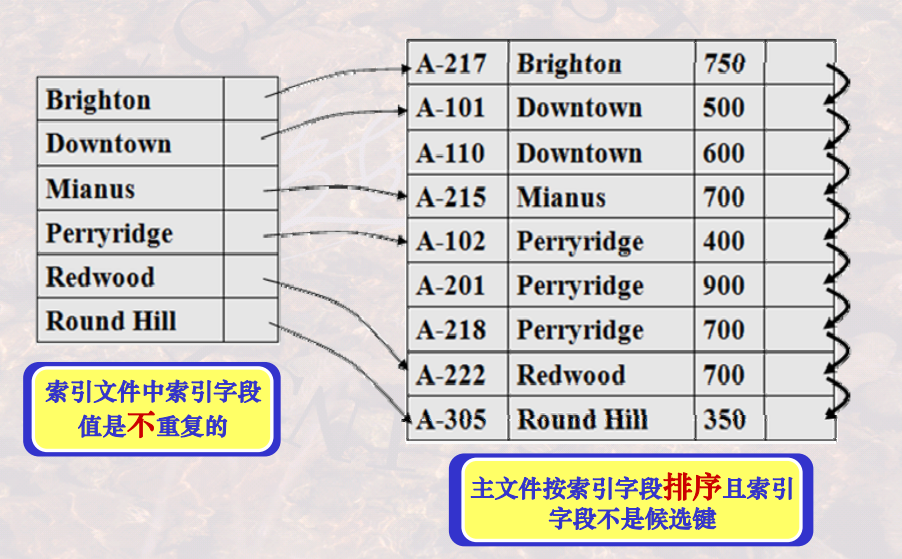 Brighton
Downtown
Mianus
Perryridge
Redwood
Round Hill
A-217 Brighton 750
A-101 Downtown 500
A-110 Downtown 600
A-215 Mianus 700
A-102 Perryridge 400
A-201 Perryridge 900
A-218 Perryridge 700
A-222 Redwood 700
A-305 Round Hill 350
索引文件中索引字段
值是不重复的
主文件按索引字段排序且索引
字段不是候选键